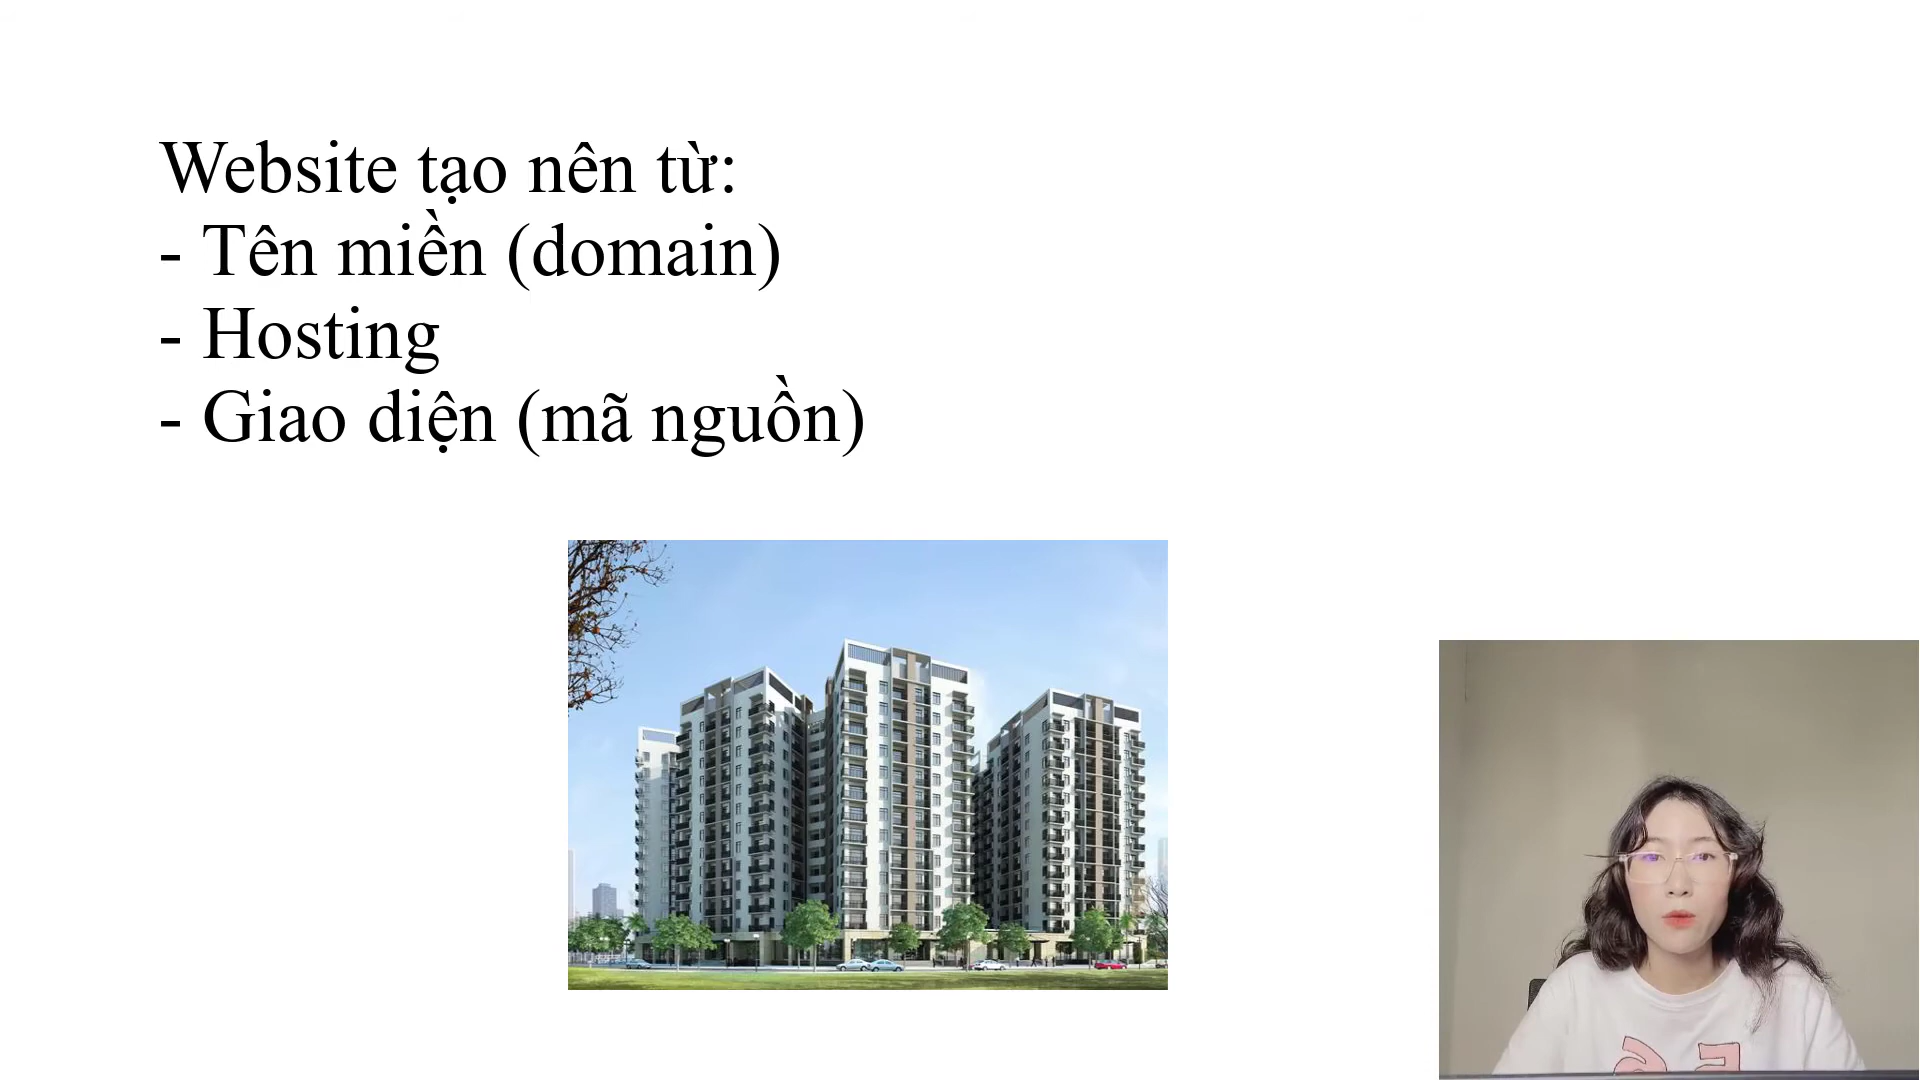 Website tạo nên từ:
- Tên miền (domain)
- Hosting
- Giao diện (mã nguồn)